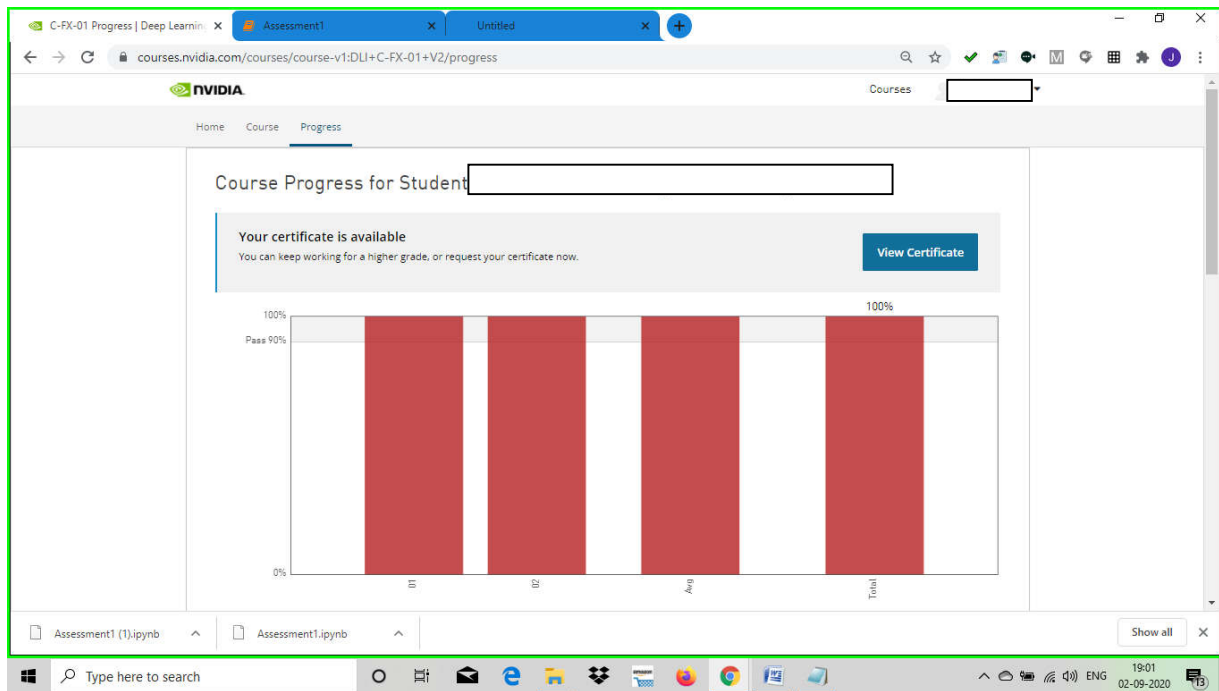 C-FX-01 Progress | Deep Learnin
Assessment1
Untitled
courses.nvidia.com/courses/course-v1:DLI+C-FX-01+V2/progress
J
NVIDIA.
Courses
Home Course Progress
Course Progress for Student
Your certificate is available
You can keep working for a higher grade, or request your certificate now.
View Certificate
100%
100%
Pass 90%
0%
01
02
Avg
Total
Assessment1 (1).ipynb
Assessment1.ipynb
Show all
Type here to search
ENG
19:01
02-09-2020
13